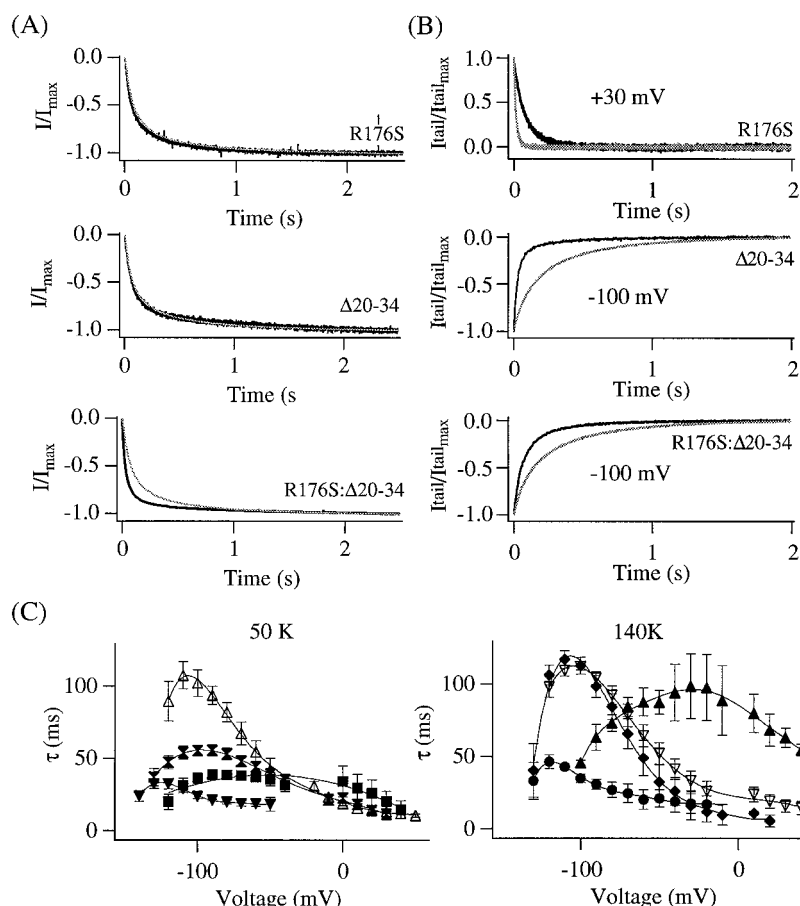 (A)
(B)
0.0
-0.5
-1.0
I/Imax
R176S
0
1
2
Time (s)
1.0
0.5
0.0
Itail/Itailmax
+30 mV
R176S
0
1
2
Time (s)
0.0
-0.5
-1.0
I/Imax
Δ20-34
0
1
2
Time (s
0.0
-0.5
-1.0
Itail/Itailmax
Δ20-34
-100 mV
0
1
2
Time (s)
0.0
-0.5
-1.0
I/Imax
R176S:Δ20-34
0
1
2
Time (s)
0.0
-0.5
-1.0
Itail/Itailmax
R176S:Δ20-34
-100 mV
0
1
2
Time (s)
(C)
50 K
100
50
0
τ (ms)
-100
0
Voltage (mV)
140K
100
50
0
τ (ms)
-100
0
Voltage (mV)